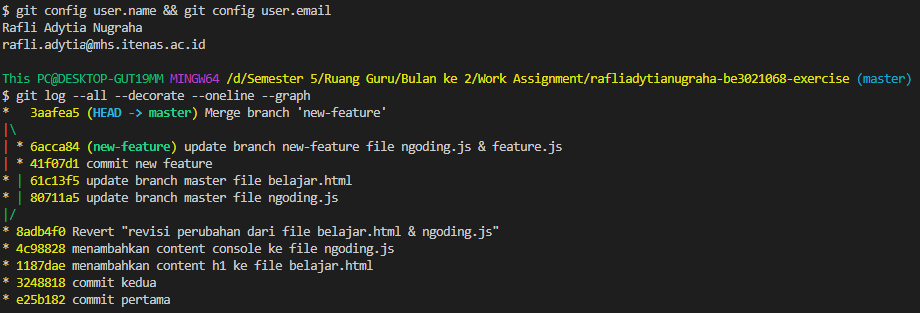 $ git config user.name && git config user.email
Rafli Adytia Nugraha
rafli.adytia@mhs.itenas.ac.id
This PC@DESKTOP-GUT19MM MINGW64 /d/Semester 5/Ruang Guru/Bulan ke 2/Work Assignment/rafliadytianugraha-be3021068-exercise (master)
$ git log --all --decorate --oneline --graph
*   3aafea5 (HEAD -> master) Merge branch 'new-feature'
|\
| * 6acca84 (new-feature) update branch new-feature file ngoding.js & feature.js
| * 41f07d1 commit new feature
* | 61c13f5 update branch master file belajar.html
* | 80711a5 update branch master file ngoding.js
|/
* 8adb4f0 Revert "revisi perubahan dari file belajar.html & ngoding.js"
* 4c98828 menambahkan content console ke file ngoding.js
* 1187dae menambahkan content h1 ke file belajar.html
* 3248818 commit kedua
* e25b182 commit pertama